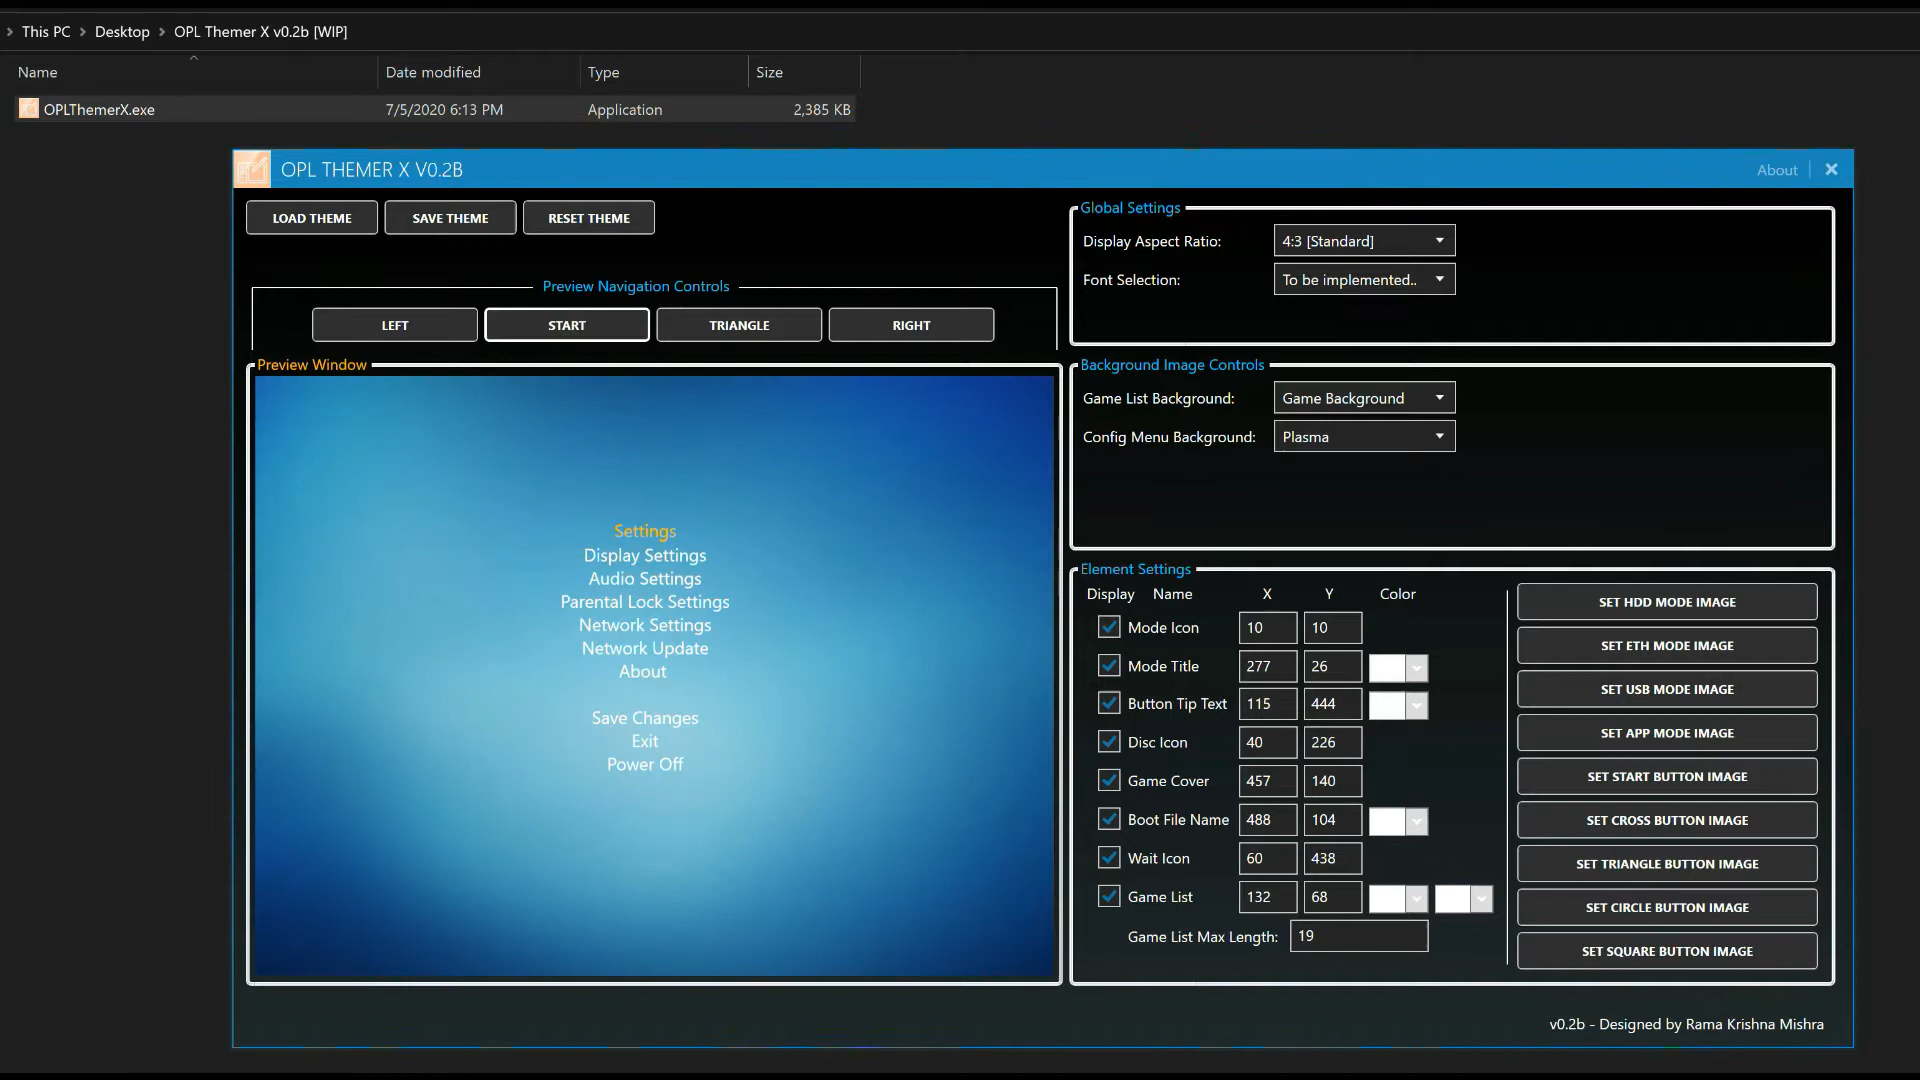 This PC > Desktop > OPL Themer X v0.2b [WIP]
Name Date modified Type Size
OPLThemerX.exe 7/5/2020 6:13 PM Application 2,385 KB
OPL THEMER X V0.2B About
LOAD THEME SAVE THEME RESET THEME
Preview Navigation Controls
LEFT START TRIANGLE RIGHT
Preview Window
Settings
Display Settings
Audio Settings
Parental Lock Settings
Network Settings
Network Update
About
Save Changes
Exit
Power Off
Global Settings
Display Aspect Ratio: 4:3 [Standard]
Font Selection: To be implemented..
Background Image Controls
Game List Background: Game Background
Config Menu Background: Plasma
Element Settings
Display Name X Y Color
Mode Icon 10 10
Mode Title 277 26
Button Tip Text 115 444
Disc Icon 40 226
Game Cover 457 140
Boot File Name 488 104
Wait Icon 60 438
Game List 132 68
Game List Max Length: 19
SET HDD MODE IMAGE
SET ETH MODE IMAGE
SET USB MODE IMAGE
SET APP MODE IMAGE
SET START BUTTON IMAGE
SET CROSS BUTTON IMAGE
SET TRIANGLE BUTTON IMAGE
SET CIRCLE BUTTON IMAGE
SET SQUARE BUTTON IMAGE
v0.2b - Designed by Rama Krishna Mishra